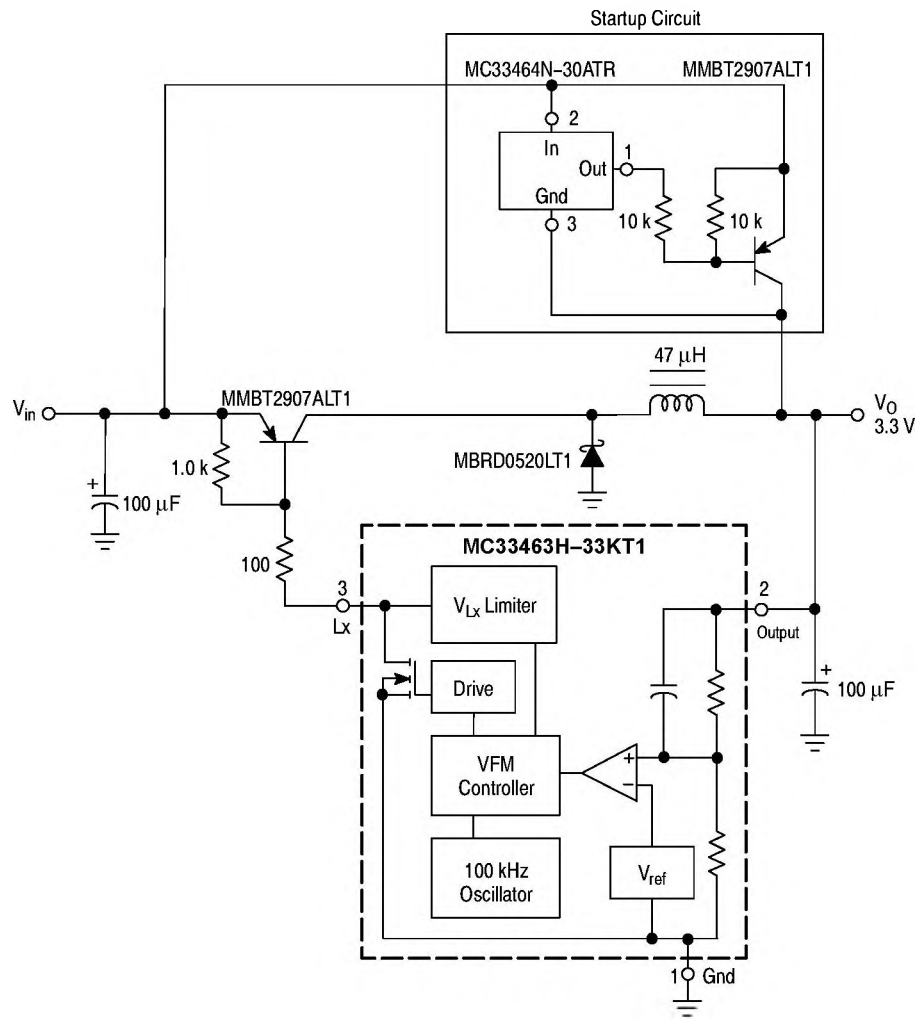 Startup Circuit
MC33464N–30ATR
MMBT2907ALT1
2
In
1
Out
Gnd
3
10 k
10 k
47 µH
Vin
MMBT2907ALT1
VO
3.3 V
MBRD0520LT1
1.0 k
+
100 µF
100
MC33463H–33KT1
3
Lx
VLx Limiter
2
Output
Drive
+
100 µF
VFM
Controller
+
–
100 kHz
Oscillator
Vref
1
Gnd